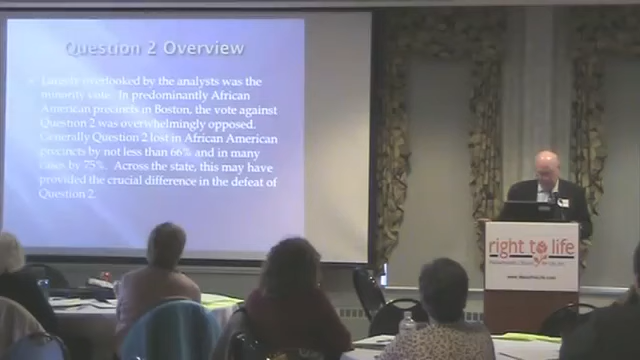 Question 2 Overview
Largely overlooked by the analysts was the
minority vote. In predominantly African
American precincts in Boston, the vote against
Question 2 was overwhelmingly opposed.
Generally Question 2 lost in African American
precincts by not less than 66% and in many
cases by 75%. Across the state, this may have
provided the crucial difference in the defeat of
Question 2.
right to life